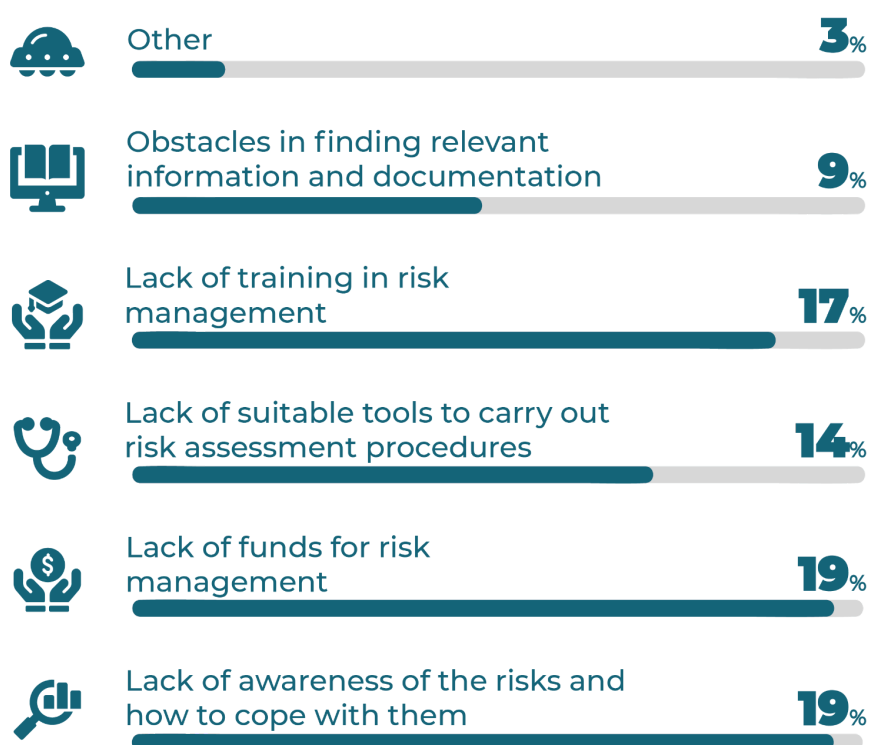 Other
3%
Obstacles in finding relevant
information and documentation
9%
Lack of training in risk
management
17%
Lack of suitable tools to carry out
risk assessment procedures
14%
Lack of funds for risk
management
19%
$
Lack of awareness of the risks and
how to cope with them
19%